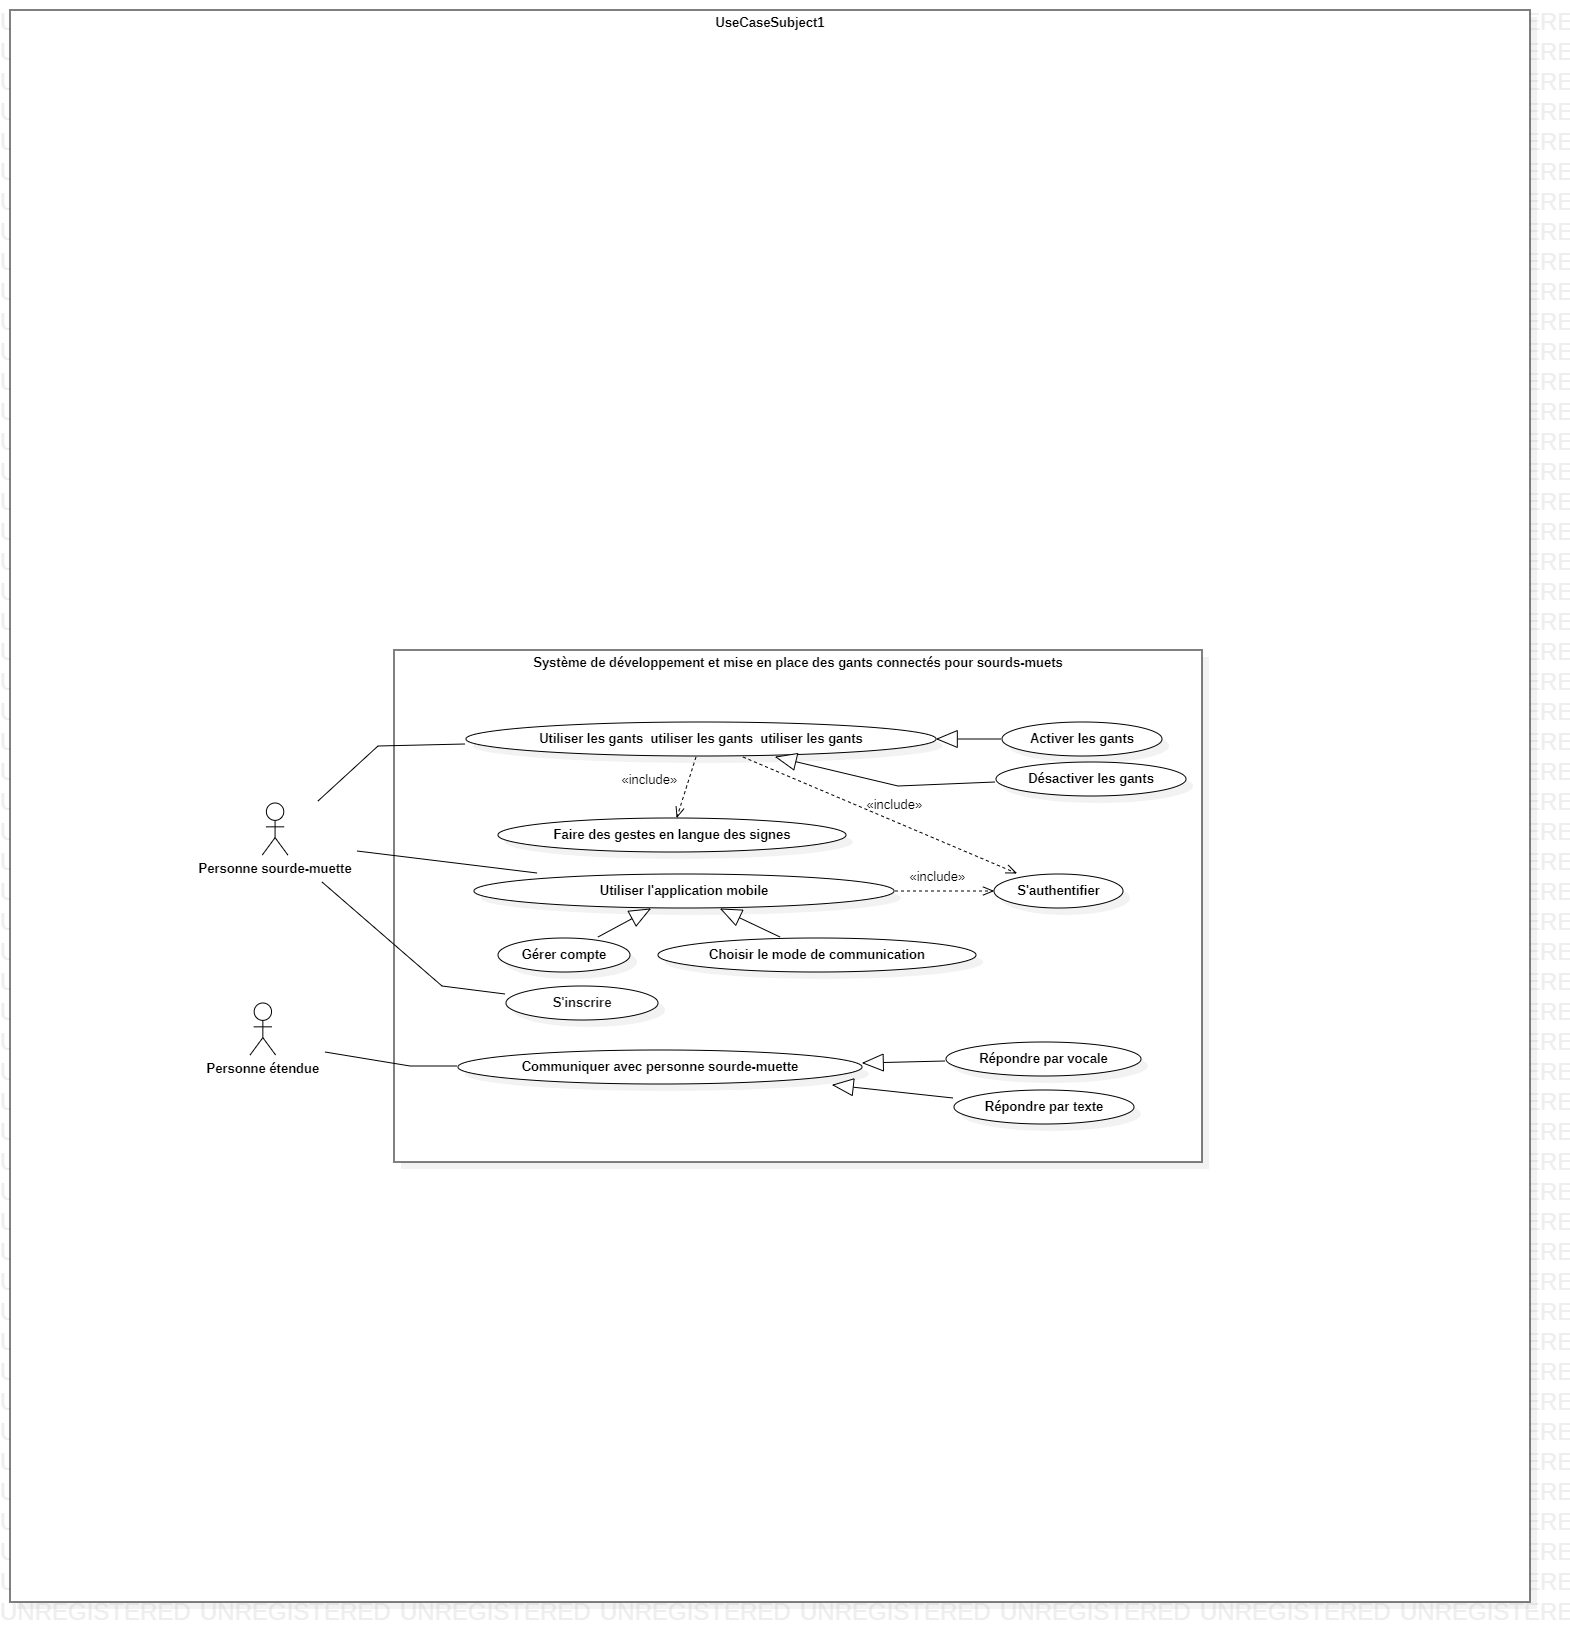 UseCaseSubject1
Système de développement et mise en place des gants connectés pour sourds-muets
Utiliser les gants  utiliser les gants  utiliser les gants
Activer les gants
Désactiver les gants
«include»
«include»
Faire des gestes en langue des signes
Personne sourde-muette
Utiliser l'application mobile
«include»
S'authentifier
Gérer compte
Choisir le mode de communication
S'inscrire
Personne étendue
Communiquer avec personne sourde-muette
Répondre par vocale
Répondre par texte
UNREGISTERED UNREGISTERED UNREGISTERED UNREGISTERED UNREGISTERED UNREGISTERED UNREGISTERED UNREGISTERE